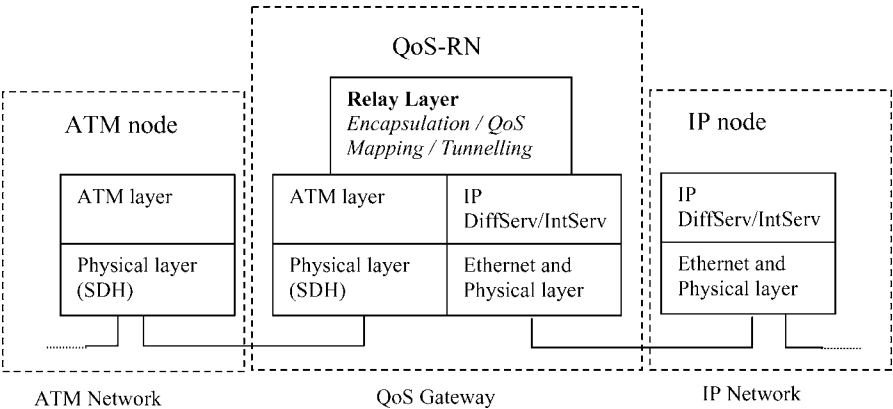 QoS-RN
Relay Layer
Encapsulation / QoS
Mapping / Tunnelling
ATM node
ATM layer
Physical layer
(SDH)
ATM layer
IP
DiffServ/IntServ
Physical layer
(SDH)
Ethernet and
Physical layer
IP node
IP
DiffServ/IntServ
Ethernet and
Physical layer
ATM Network
QoS Gateway
IP Network